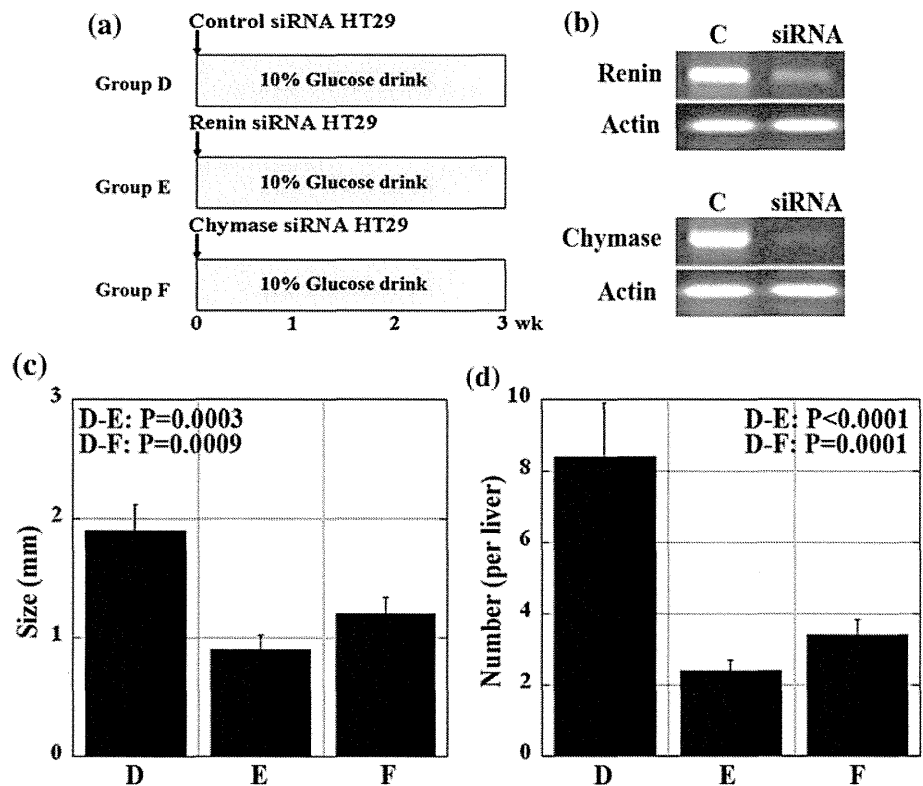 (a)
Control siRNA HT29
Group D
10% Glucose drink
Renin siRNA HT29
Group E
10% Glucose drink
Chymase siRNA HT29
Group F
10% Glucose drink
0 1 2 3 wk
(b)
C siRNA
Renin
Actin
C siRNA
Chymase
Actin
(c)
D-E: P=0.0003
D-F: P=0.0009
Size (mm)
3
2
1
0
D E F
(d)
D-E: P<0.0001
D-F: P=0.0001
Number (per liver)
10
8
6
4
2
0
D E F